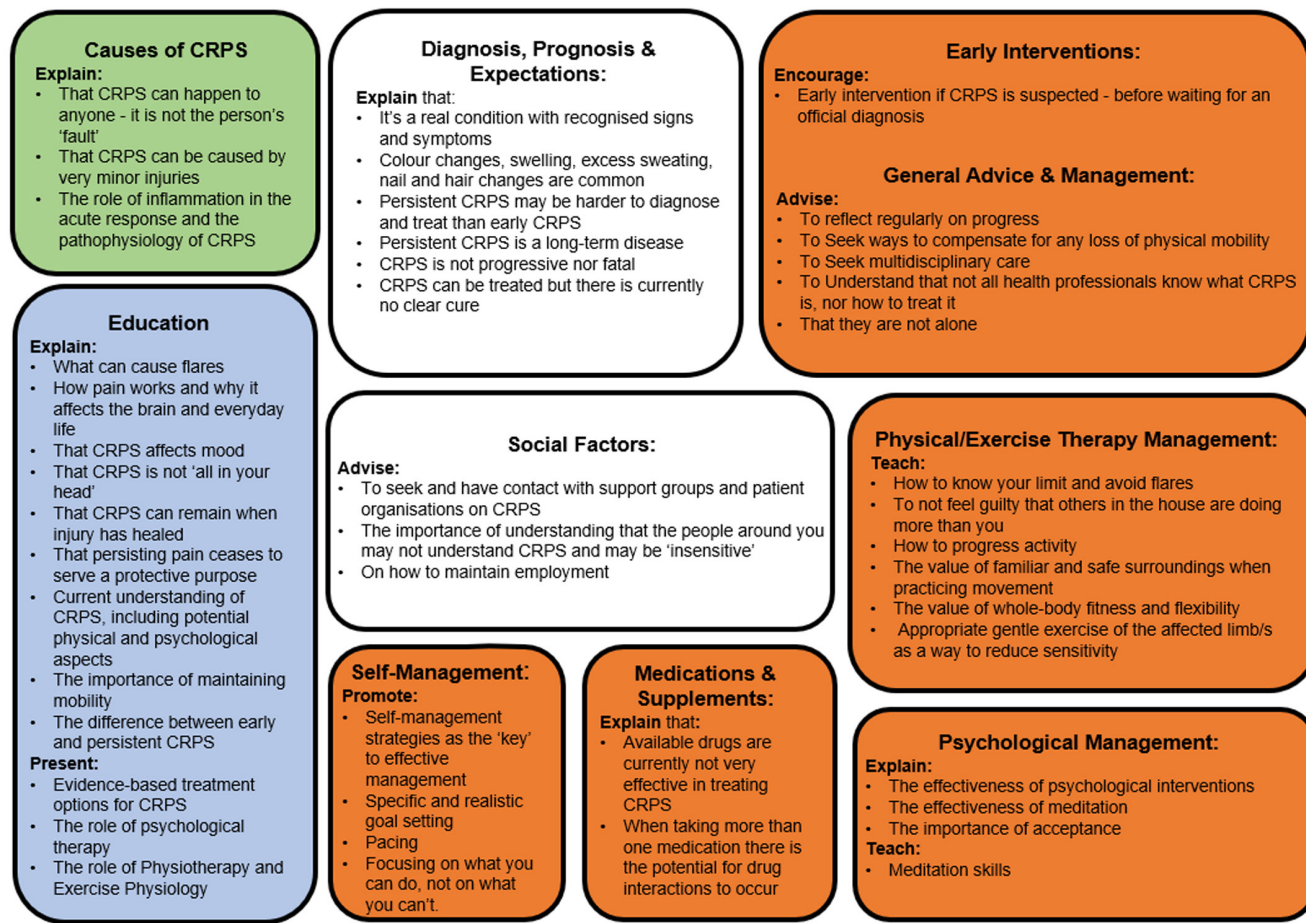 Causes of CRPS
Explain:
• That CRPS can happen to
anyone - it is not the person's
'fault'
• That CRPS can be caused by
very minor injuries
• The role of inflammation in the
acute response and the
pathophysiology of CRPS
Diagnosis, Prognosis &
Expectations:
Explain that:
• It's a real condition with recognised signs
and symptoms
• Colour changes, swelling, excess sweating,
nail and hair changes are common
• Persistent CRPS may be harder to diagnose
and treat than early CRPS
• Persistent CRPS is a long-term disease
• CRPS is not progressive nor fatal
• CRPS can be treated but there is currently
no clear cure
Early Interventions:
Encourage:
• Early intervention if CRPS is suspected - before waiting for an
official diagnosis
General Advice & Management:
Advise:
• To reflect regularly on progress
• To Seek ways to compensate for any loss of physical mobility
• To Seek multidisciplinary care
• To Understand that not all health professionals know what CRPS
is, nor how to treat it
• That they are not alone
Education
Explain:
• What can cause flares
• How pain works and why it
affects the brain and everyday
life
• That CRPS affects mood
• That CRPS is not 'all in your
head'
• That CRPS can remain when
injury has healed
• That persisting pain ceases to
serve a protective purpose
• Current understanding of
CRPS, including potential
physical and psychological
aspects
• The importance of maintaining
mobility
• The difference between early
and persistent CRPS
Present:
• Evidence-based treatment
options for CRPS
• The role of psychological
therapy
• The role of Physiotherapy and
Exercise Physiology
Social Factors:
Advise:
• To seek and have contact with support groups and patient
organisations on CRPS
• The importance of understanding that the people around you
may not understand CRPS and may be 'insensitive'
• On how to maintain employment
Physical/Exercise Therapy Management:
Teach:
• How to know your limit and avoid flares
• To not feel guilty that others in the house are doing
more than you
• How to progress activity
• The value of familiar and safe surroundings when
practicing movement
• The value of whole-body fitness and flexibility
• Appropriate gentle exercise of the affected limb/s
as a way to reduce sensitivity
Self-Management:
Promote:
• Self-management
strategies as the 'key'
to effective
management
• Specific and realistic
goal setting
• Pacing
• Focusing on what you
can do, not on what
you can't.
Medications &
Supplements:
Explain that:
• Available drugs are
currently not very
effective in treating
CRPS
• When taking more than
one medication there is
the potential for drug
interactions to occur
Psychological Management:
Explain:
• The effectiveness of psychological interventions
• The effectiveness of meditation
• The importance of acceptance
Teach:
• Meditation skills